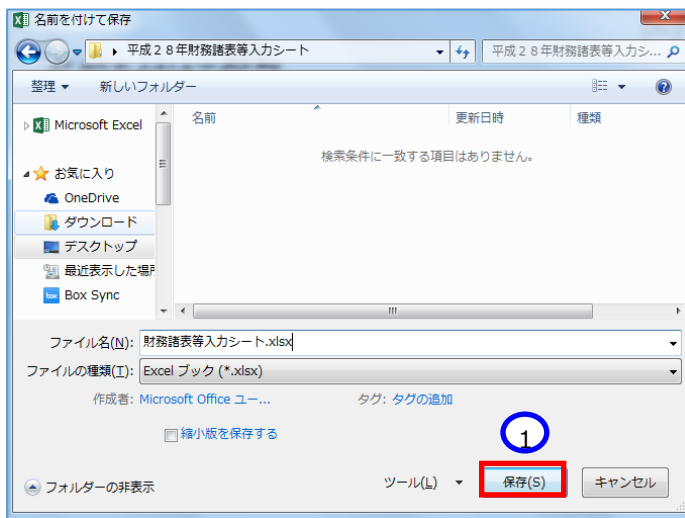 名前を付けて保存
平成２８年財務諸表等入力シート
平成２８年財務諸表等入力シ...
整理 新しいフォルダー
Microsoft Excel
お気に入り
OneDrive
ダウンロード
デスクトップ
最近表示した場所
Box Sync
名前 更新日時 種類
検索条件に一致する項目はありません。
ファイル名(N): 財務諸表等入力シート.xlsx
ファイルの種類(T): Excel ブック (*.xlsx)
作成者: Microsoft Office ユー... タグ: タグの追加
縮小版を保存する
1
フォルダーの非表示 ツール(L) 保存(S) キャンセル